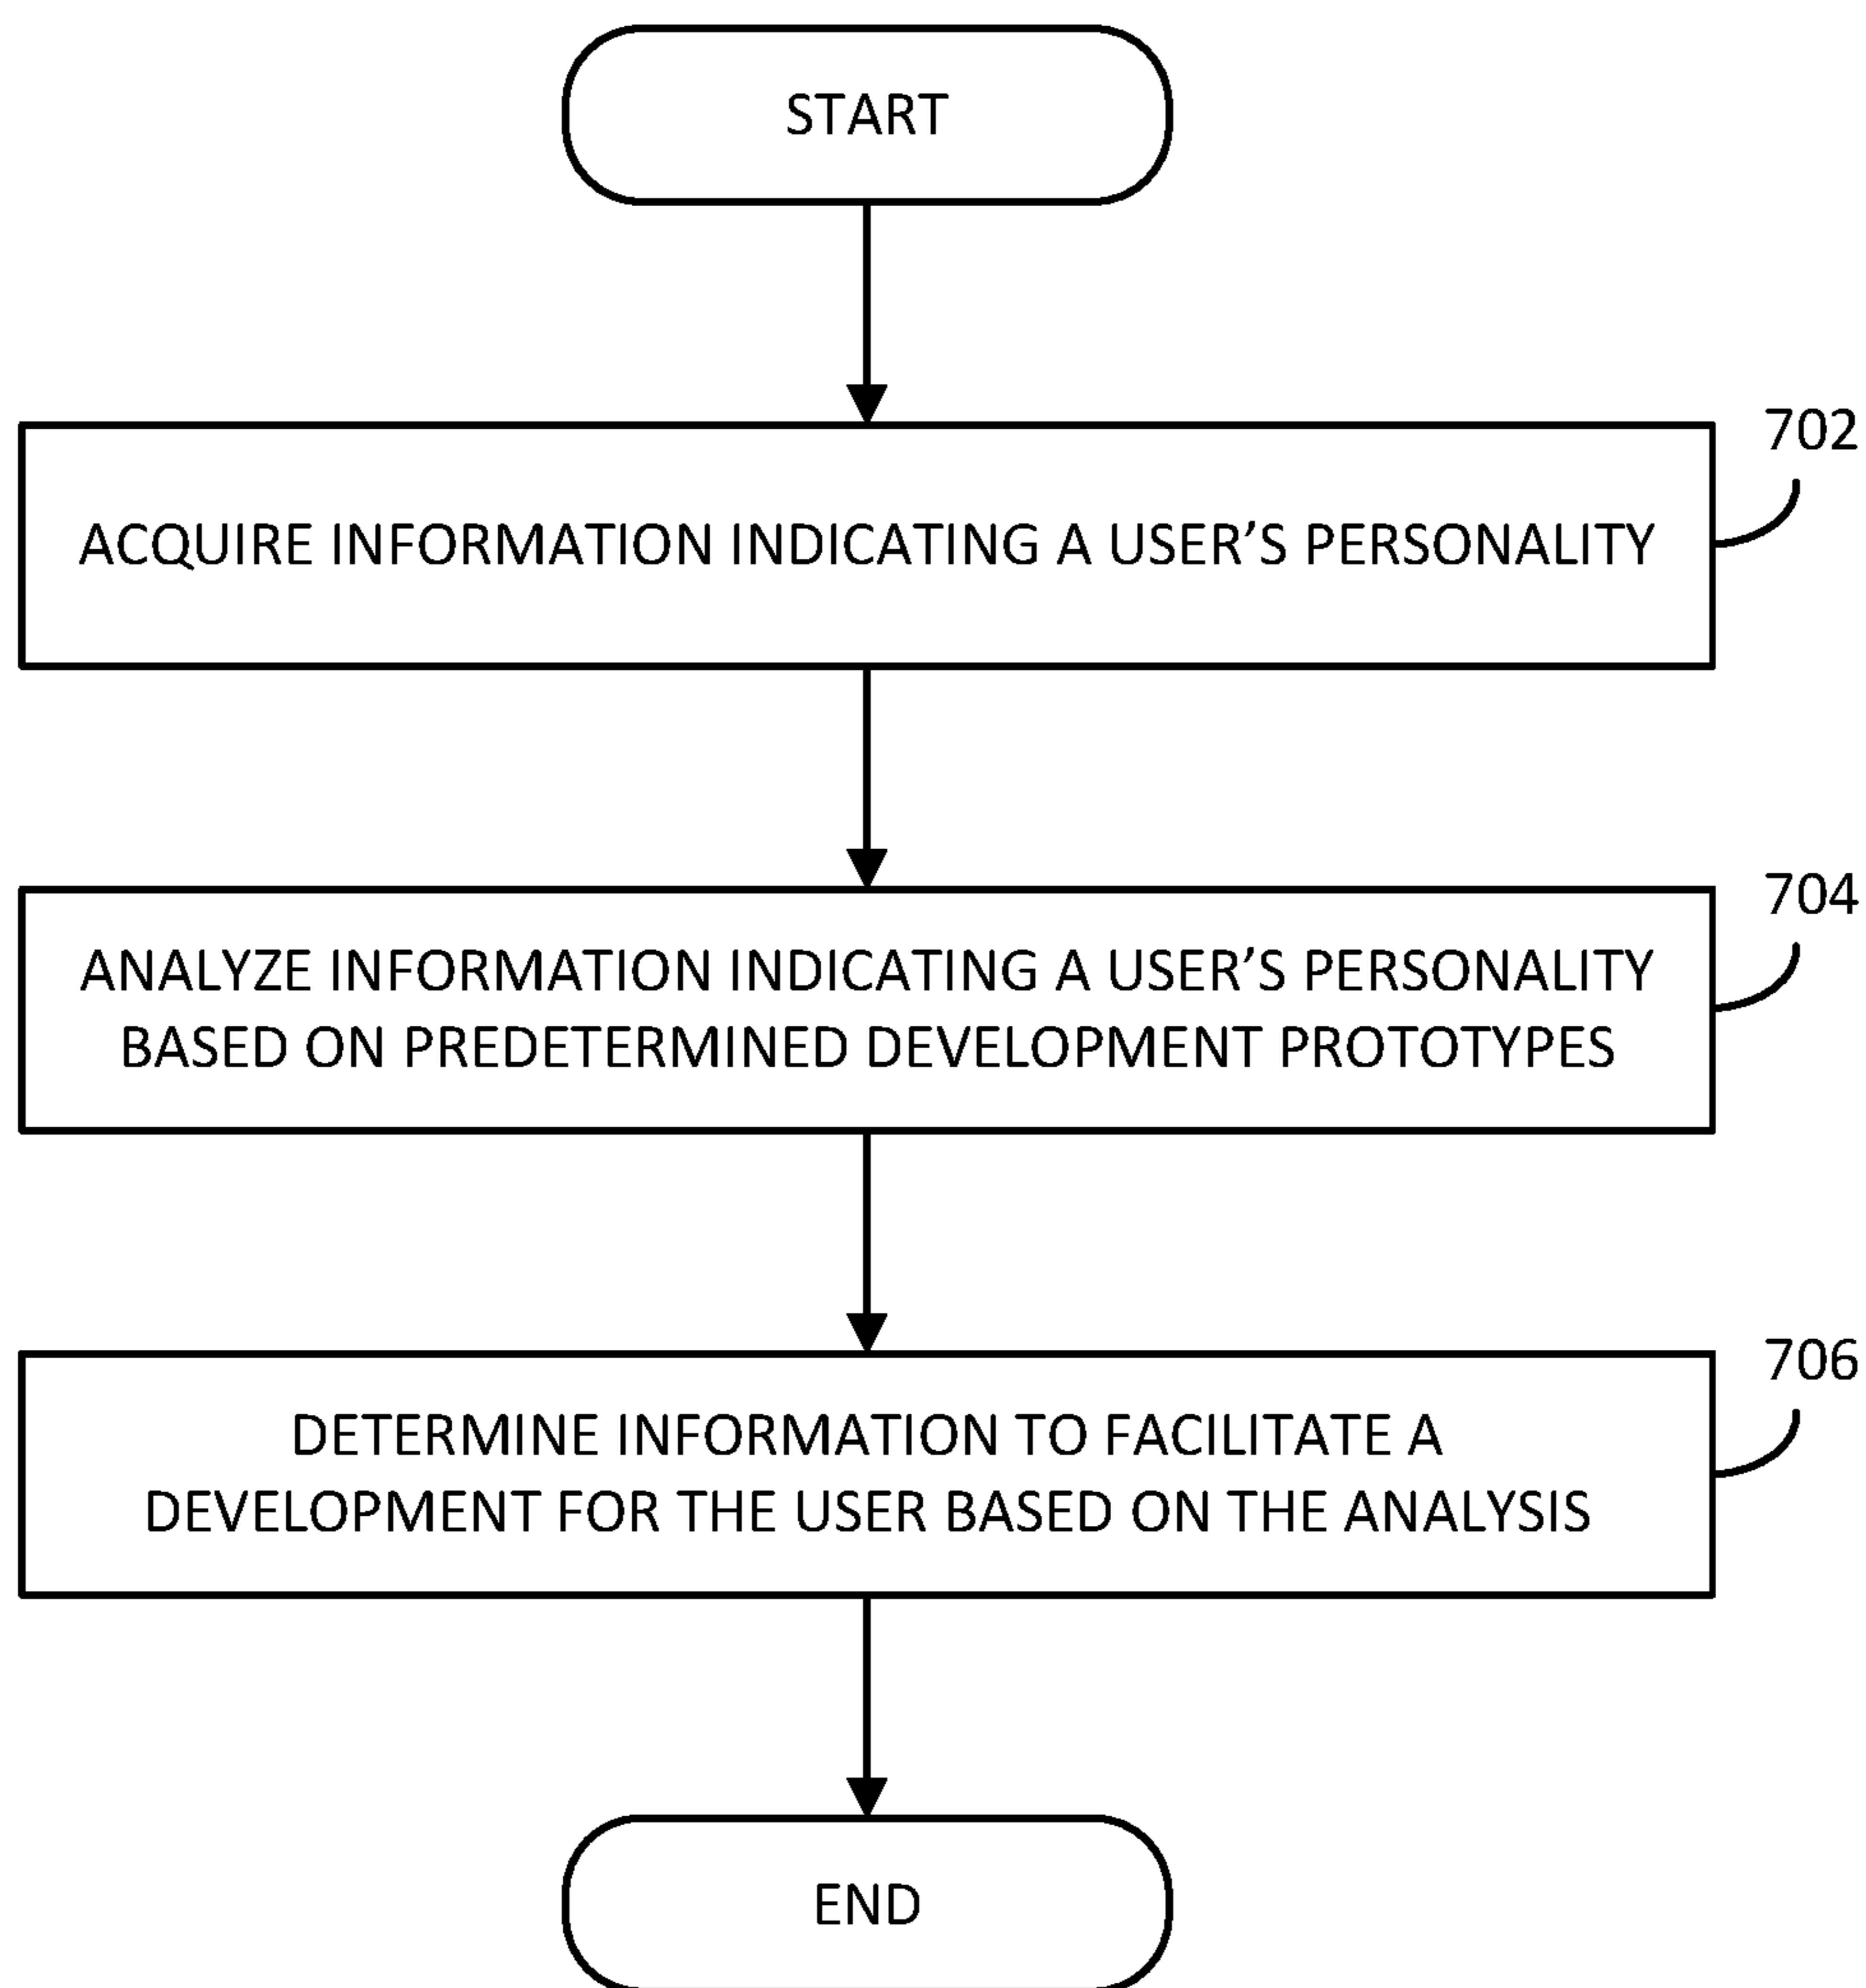 START
702
ACQUIRE INFORMATION INDICATING A USER’S PERSONALITY
704
ANALYZE INFORMATION INDICATING A USER’S PERSONALITY
BASED ON PREDETERMINED DEVELOPMENT PROTOTYPES
706
DETERMINE INFORMATION TO FACILITATE A
DEVELOPMENT FOR THE USER BASED ON THE ANALYSIS
END